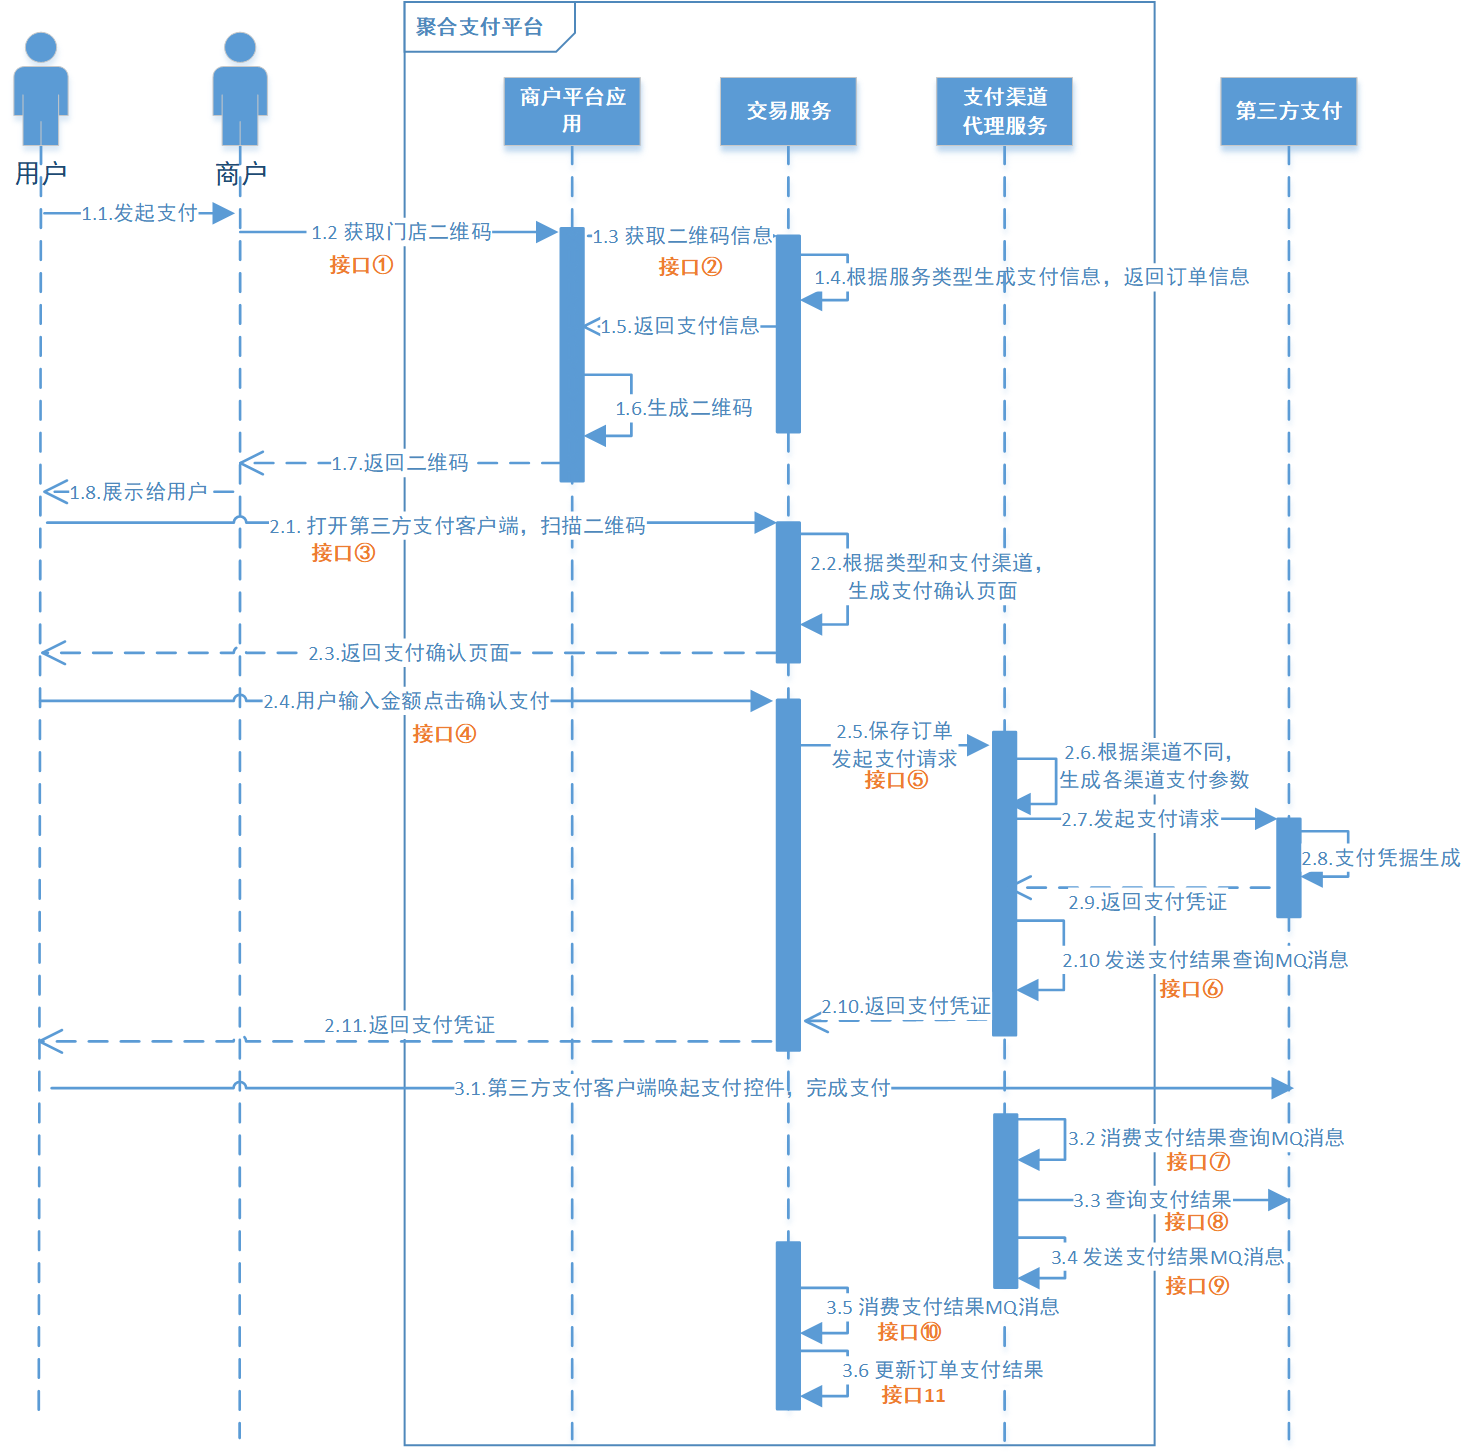 聚合支付平台
用户
商户
商户平台应
用
交易服务
支付渠道
代理服务
第三方支付
1.1.发起支付
1.2 获取门店二维码
接口①
1.3 获取二维码信息
接口②
1.4.根据服务类型生成支付信息，返回订单信息
1.5.返回支付信息
1.6.生成二维码
1.7.返回二维码
1.8.展示给用户
2.1. 打开第三方支付客户端，扫描二维码
接口③
2.2.根据类型和支付渠道，
生成支付确认页面
2.3.返回支付确认页面
2.4.用户输入金额点击确认支付
接口④
2.5.保存订单
发起支付请求
接口⑤
2.6.根据渠道不同，
生成各渠道支付参数
2.7.发起支付请求
2.8.支付凭据生成
2.9.返回支付凭证
2.10 发送支付结果查询MQ消息
接口⑥
2.10.返回支付凭证
2.11.返回支付凭证
3.1.第三方支付客户端唤起支付控件，完成支付
3.2 消费支付结果查询MQ消息
接口⑦
3.3 查询支付结果
接口⑧
3.4 发送支付结果MQ消息
接口⑨
3.5 消费支付结果MQ消息
接口⑩
3.6 更新订单支付结果
接口11